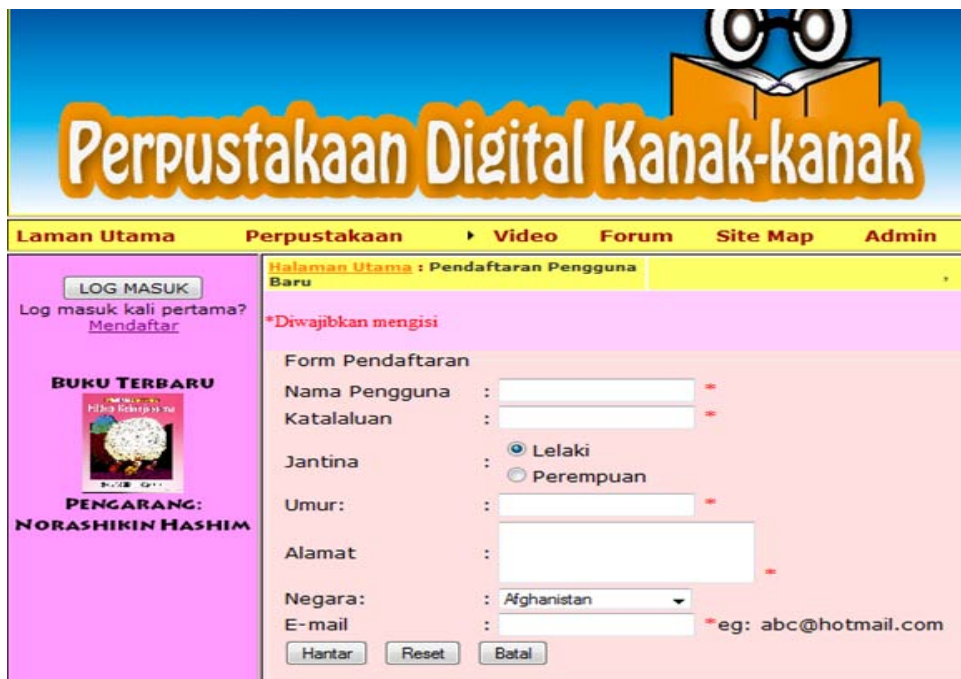 Perpustakaan Digital Kanak-kanak
Laman Utama Perpustakaan Video Forum Site Map Admin
LOG MASUK
Log masuk kali pertama?
Mendaftar
BUKU TERBARU
PENGARANG:
NORASHIKIN HASHIM
Halaman Utama : Pendaftaran Pengguna
Baru
*Diwajibkan mengisi
Form Pendaftaran
Nama Pengguna : *
Katalaluan : *
Jantina : Lelaki
Perempuan
Umur: : *
Alamat : *
Negara: : Afghanistan
E-mail : *eg: abc@hotmail.com
Hantar Reset Batal